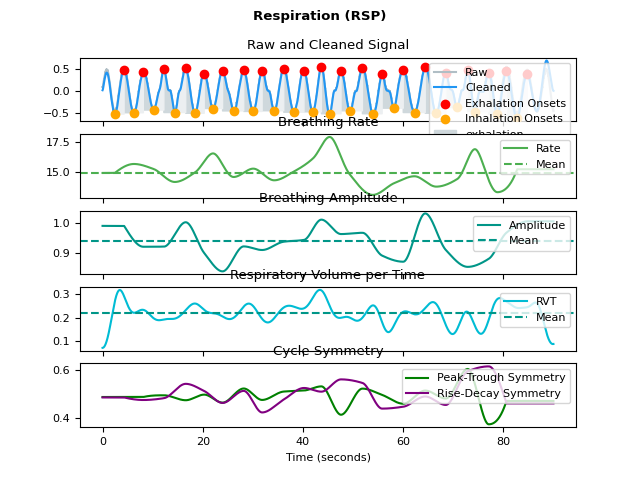 Respiration (RSP)
Raw and Cleaned Signal
0.5
0.0
−0.5
Raw
Cleaned
Exhalation Onsets
Inhalation Onsets
exhalation
Breathing Rate
17.5
15.0
Rate
Mean
Breathing Amplitude
1.0
0.9
Amplitude
Mean
Respiratory Volume per Time
0.3
0.2
0.1
RVT
Mean
Cycle Symmetry
0.6
0.4
Peak-Trough Symmetry
Rise-Decay Symmetry
0 20 40 60 80
Time (seconds)